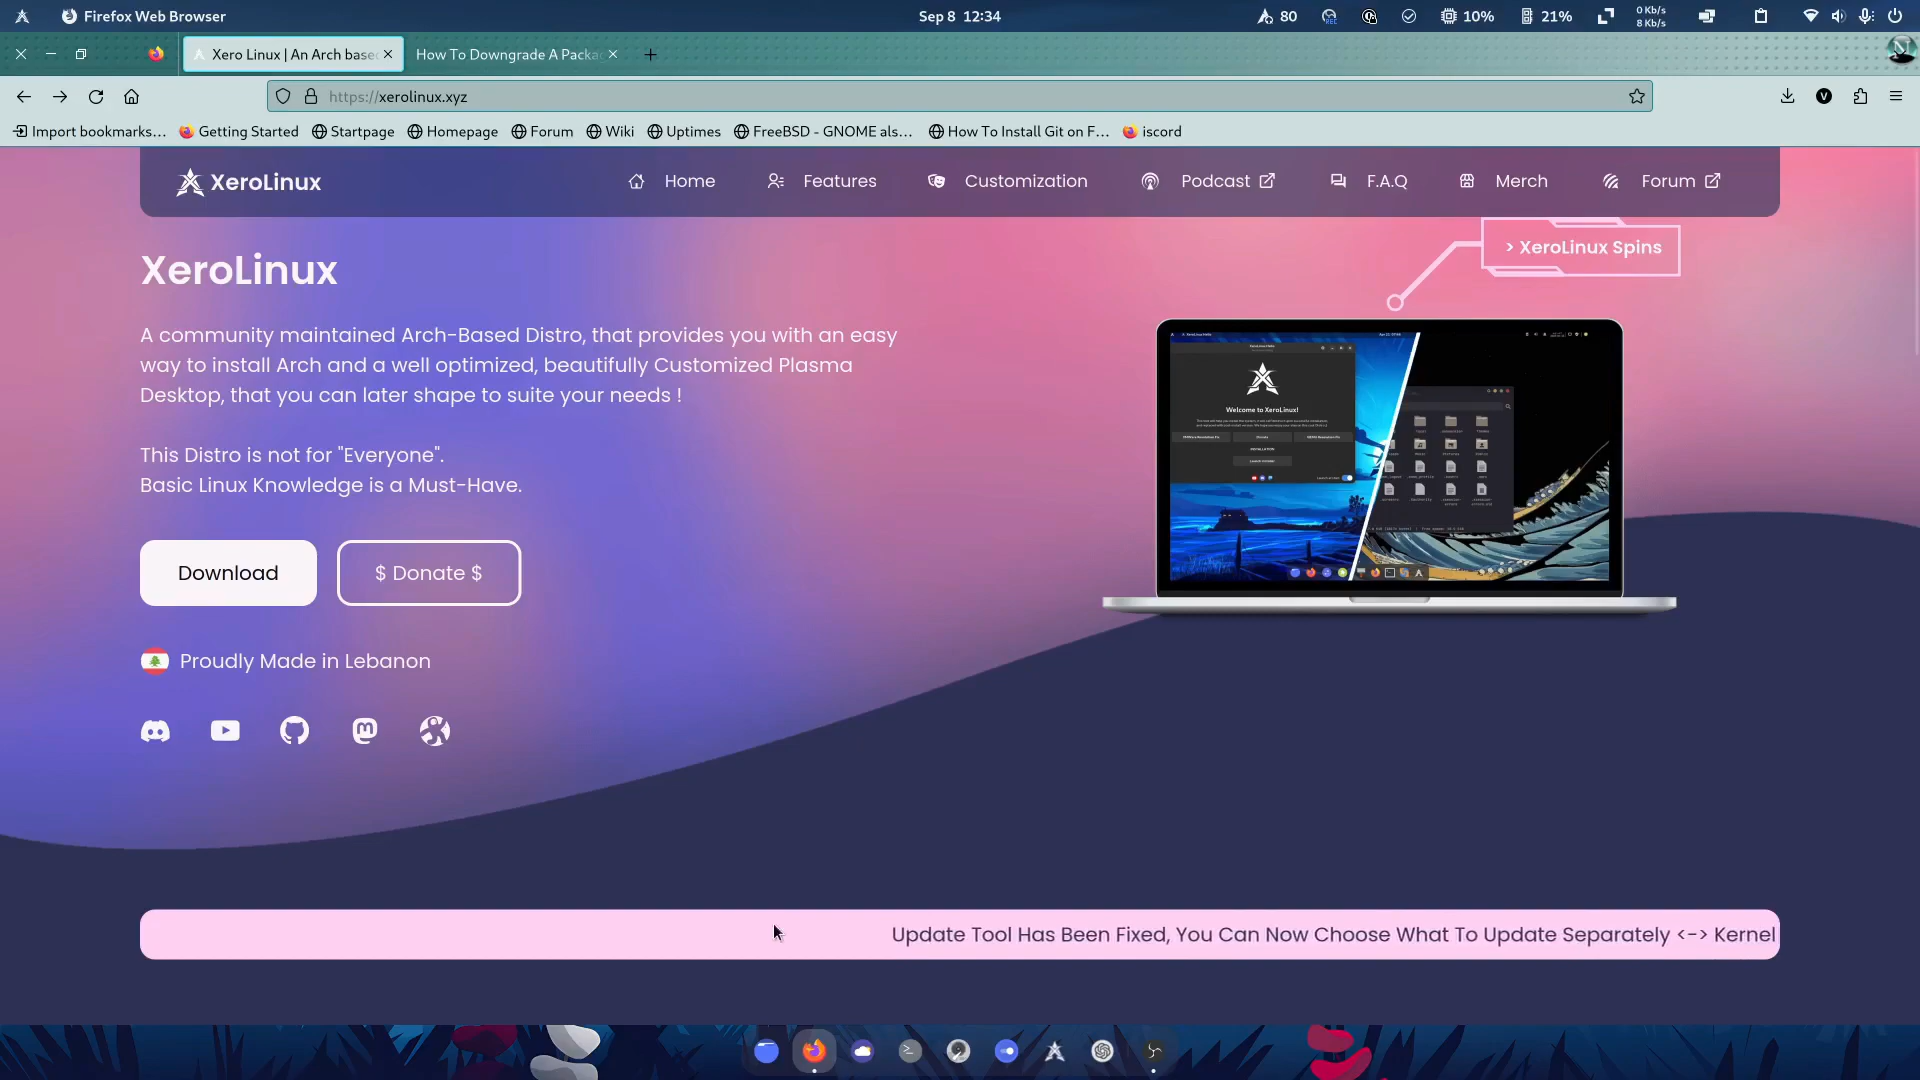 Firefox Web Browser
Sep 8 12:34
80
REC
10%
21%
0 Kb/s
8 Kb/s
Xero Linux | An Arch base
How To Downgrade A Packa
https://xerolinux.xyz
Import bookmarks...
Getting Started
Startpage
Homepage
Forum
Wiki
Uptimes
FreeBSD - GNOME als...
How To Install Git on F...
iscord
XeroLinux
Home
Features
Customization
Podcast
F.A.Q
Merch
Forum
> XeroLinux Spins
XeroLinux
A community maintained Arch-Based Distro, that provides you with an easy
way to install Arch and a well optimized, beautifully Customized Plasma
Desktop, that you can later shape to suite your needs !
This Distro is not for "Everyone".
Basic Linux Knowledge is a Must-Have.
Welcome to XeroLinux!
Download
$ Donate $
Proudly Made in Lebanon
Update Tool Has Been Fixed, You Can Now Choose What To Update Separately <-> Kernel